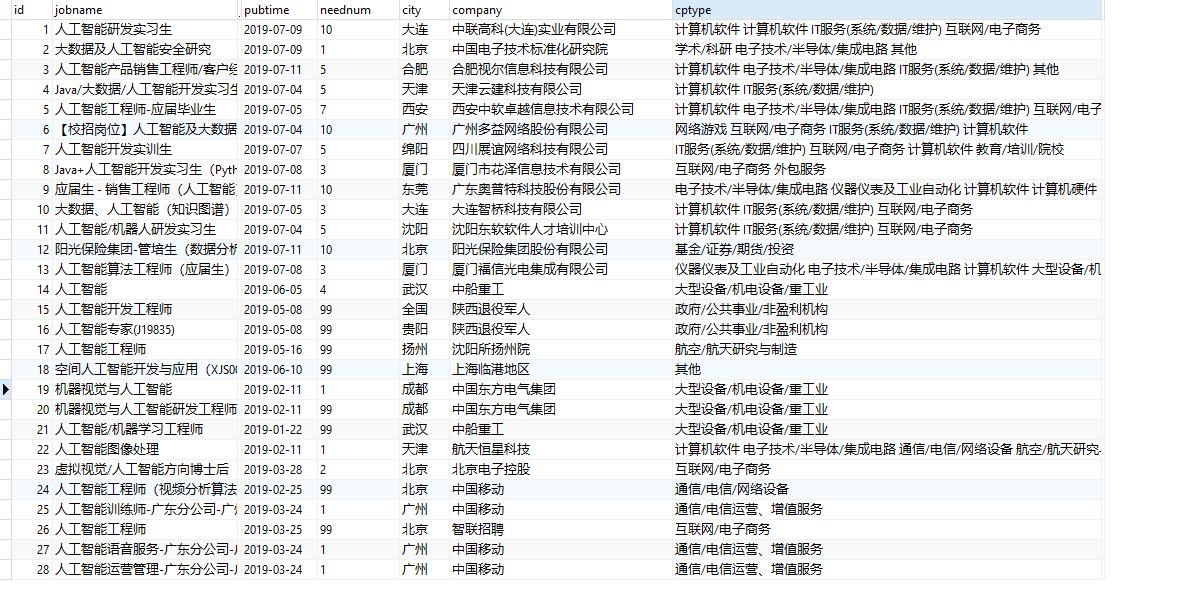 id jobname pubtime neednum city company cptype
1 人工智能研发实习生 2019-07-09 10 大连 中联高科(大连)实业有限公司 计算机软件 计算机软件 IT服务(系统/数据/维护) 互联网/电子商务
2 大数据及人工智能安全研究 2019-07-09 1 北京 中国电子技术标准化研究院 学术/科研 电子技术/半导体/集成电路 其他
3 人工智能产品销售工程师/客户经 2019-07-11 5 合肥 合肥视尔信息科技有限公司 计算机软件 电子技术/半导体/集成电路 IT服务(系统/数据/维护) 其他
4 Java/大数据/人工智能开发实习生 2019-07-04 5 天津 天津云建科技有限公司 计算机软件 IT服务(系统/数据/维护)
5 人工智能工程师-应届毕业生 2019-07-05 7 西安 西安中软卓越信息技术有限公司 计算机软件 电子技术/半导体/集成电路 IT服务(系统/数据/维护) 互联网/电子
6 【校招岗位】人工智能及大数据 2019-07-04 10 广州 广州多益网络股份有限公司 网络游戏 互联网/电子商务 IT服务(系统/数据/维护) 计算机软件
7 人工智能开发实训生 2019-07-07 5 绵阳 四川展谊网络科技有限公司 IT服务(系统/数据/维护) 互联网/电子商务 计算机软件 教育/培训/院校
8 Java+人工智能开发实习生（Pyth 2019-07-08 3 厦门 厦门市花泽信息技术有限公司 互联网/电子商务 外包服务
9 应届生 - 销售工程师（人工智能 2019-07-11 10 东莞 广东奥普特科技股份有限公司 电子技术/半导体/集成电路 仪器仪表及工业自动化 计算机软件 计算机硬件
10 大数据、人工智能（知识图谱） 2019-07-05 3 大连 大连智桥科技有限公司 计算机软件 IT服务(系统/数据/维护) 互联网/电子商务
11 人工智能/机器人研发实习生 2019-07-04 5 沈阳 沈阳东软软件人才培训中心 计算机软件 IT服务(系统/数据/维护) 互联网/电子商务
12 阳光保险集团-管培生（数据分析 2019-07-11 10 北京 阳光保险集团股份有限公司 基金/证券/期货/投资
13 人工智能算法工程师（应届生） 2019-07-08 3 厦门 厦门福信光电集成有限公司 仪器仪表及工业自动化 电子技术/半导体/集成电路 计算机软件 大型设备/机
14 人工智能 2019-06-05 4 武汉 中船重工 大型设备/机电设备/重工业
15 人工智能开发工程师 2019-05-08 99 全国 陕西退役军人 政府/公共事业/非盈利机构
16 人工智能专家(J19835) 2019-05-08 99 贵阳 陕西退役军人 政府/公共事业/非盈利机构
17 人工智能工程师 2019-05-16 99 扬州 沈阳所扬州院 航空/航天研究与制造
18 空间人工智能开发与应用（XJS00 2019-06-10 99 上海 上海临港地区 其他
19 机器视觉与人工智能 2019-02-11 1 成都 中国东方电气集团 大型设备/机电设备/重工业
20 机器视觉与人工智能研发工程师 2019-02-11 99 成都 中国东方电气集团 大型设备/机电设备/重工业
21 人工智能/机器学习工程师 2019-01-22 99 武汉 中船重工 大型设备/机电设备/重工业
22 人工智能图像处理 2019-02-11 1 天津 航天恒星科技 计算机软件 电子技术/半导体/集成电路 通信/电信/网络设备 航空/航天研究
23 虚拟视觉/人工智能方向博士后 2019-03-28 2 北京 北京电子控股 互联网/电子商务
24 人工智能工程师（视频分析算法 2019-02-25 99 北京 中国移动 通信/电信/网络设备
25 人工智能训练师-广东分公司-广 2019-03-24 1 广州 中国移动 通信/电信运营、增值服务
26 人工智能工程师 2019-03-25 99 北京 智联招聘 互联网/电子商务
27 人工智能语音服务-广东分公司- 2019-03-24 1 广州 中国移动 通信/电信运营、增值服务
28 人工智能运营管理-广东分公司- 2019-03-24 1 广州 中国移动 通信/电信运营、增值服务